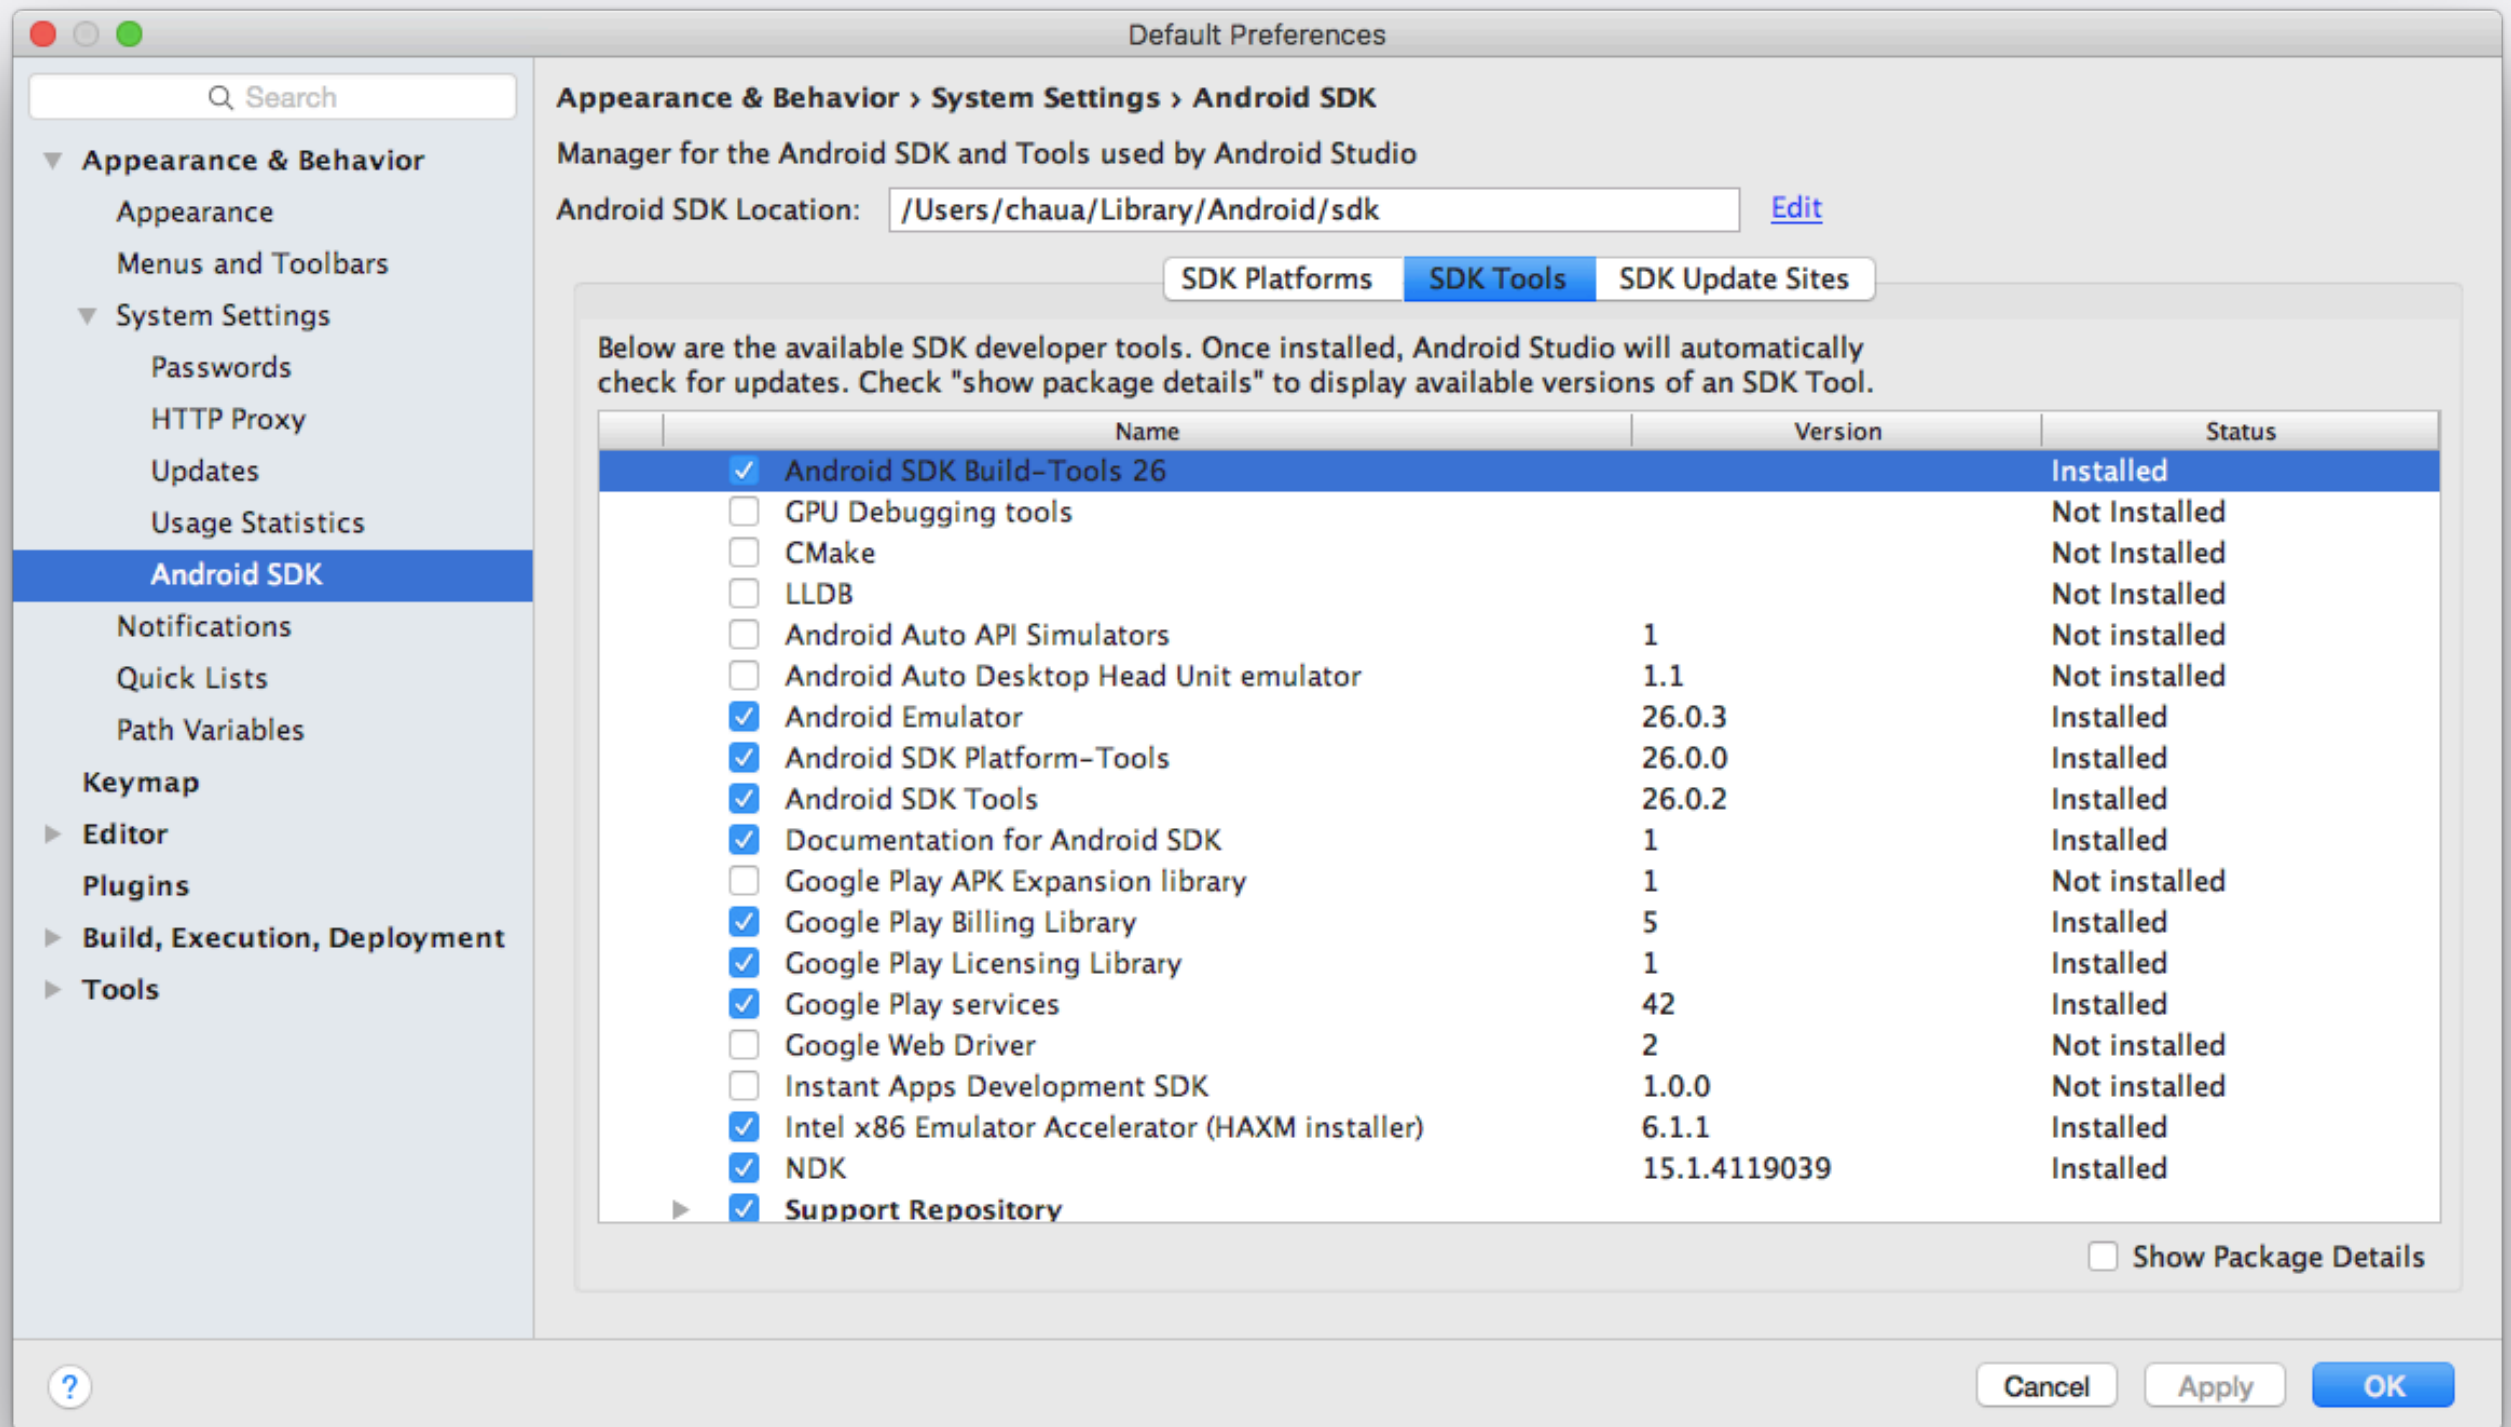 Default Preferences
Search
Appearance & Behavior
Appearance
Menus and Toolbars
System Settings
Passwords
HTTP Proxy
Updates
Usage Statistics
Android SDK
Notifications
Quick Lists
Path Variables
Keymap
Editor
Plugins
Build, Execution, Deployment
Tools
Appearance & Behavior › System Settings › Android SDK
Manager for the Android SDK and Tools used by Android Studio
Android SDK Location: /Users/chaua/Library/Android/sdk Edit
SDK Platforms SDK Tools SDK Update Sites
Below are the available SDK developer tools. Once installed, Android Studio will automatically
check for updates. Check "show package details" to display available versions of an SDK Tool.
Name Version Status
Android SDK Build-Tools 26 Installed
GPU Debugging tools Not Installed
CMake Not Installed
LLDB Not Installed
Android Auto API Simulators 1 Not installed
Android Auto Desktop Head Unit emulator 1.1 Not installed
Android Emulator 26.0.3 Installed
Android SDK Platform-Tools 26.0.0 Installed
Android SDK Tools 26.0.2 Installed
Documentation for Android SDK 1 Installed
Google Play APK Expansion library 1 Not installed
Google Play Billing Library 5 Installed
Google Play Licensing Library 1 Installed
Google Play services 42 Installed
Google Web Driver 2 Not installed
Instant Apps Development SDK 1.0.0 Not installed
Intel x86 Emulator Accelerator (HAXM installer) 6.1.1 Installed
NDK 15.1.4119039 Installed
Support Repository
Show Package Details
? Cancel Apply OK